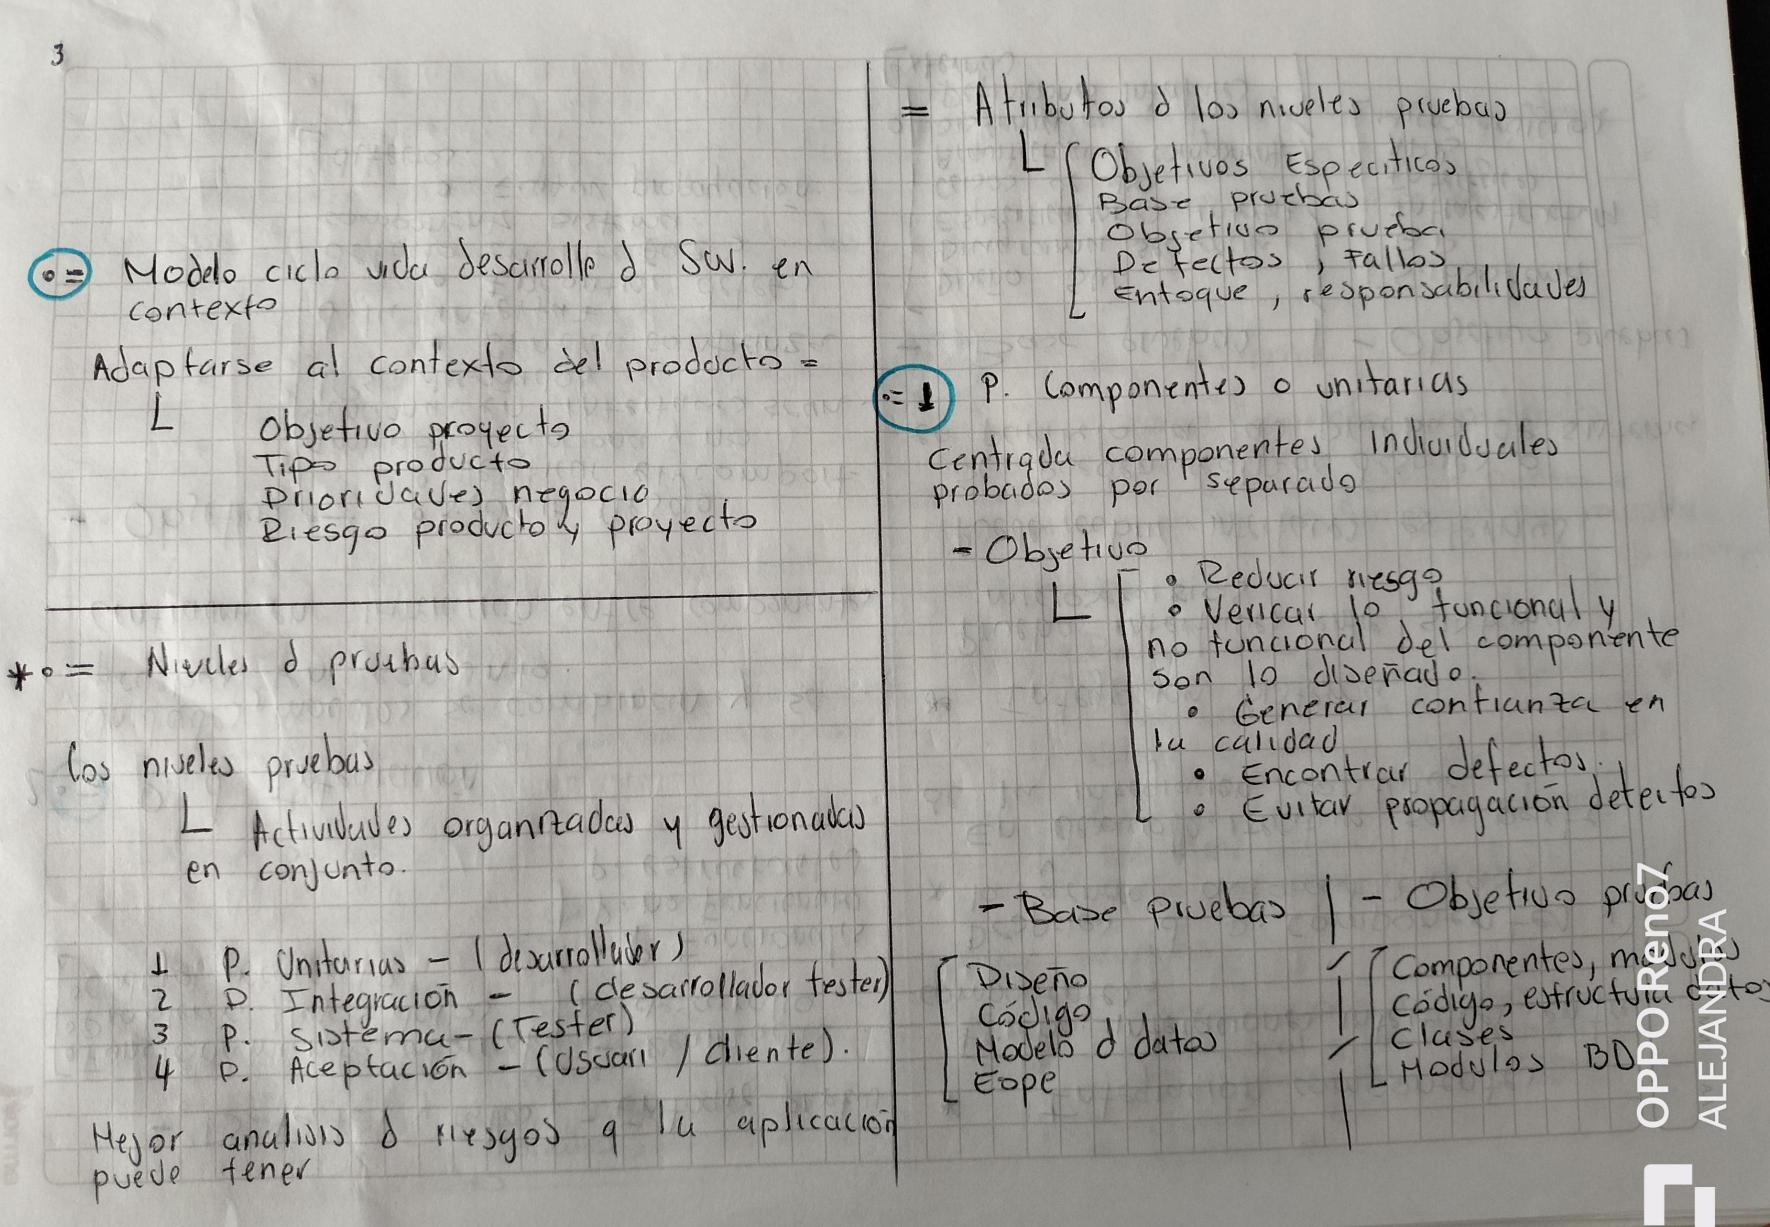 3
•= Modelo ciclo vida desarrollo d SW. en
contexto
Adaptarse al contexto del producto =
Objetivo proyecto
Tipo producto
Prioridades negocio
Riesgo producto y proyecto
*•= Niveles d pruebas
Los niveles pruebas
Actividades organizadas y gestionadas
en conjunto.
1 P. Unitarias - (desarrollador)
2 P. Integración - (desarrollador tester)
3 P. Sistema - (Tester)
4 P. Aceptación - (Usuari / cliente).
Mejor analisis d riesgos q la aplicación
puede tener
= Atributos d los niveles pruebas
Objetivos Especificos
Base pruebas
Objetivo prueba
Defectos, Fallos
Enfoque, responsabilidades
•= 1 P. Componentes o unitarias
Centrada componentes individuales
probados por separado
- Objetivo
• Reducir riesgo
• Vericar lo funcional y
no funcional del componente
son lo diseñado.
• Generar confianza en
la calidad
• Encontrar defectos.
• Evitar propagación defectos
- Base pruebas | - Objetivo pruebas
Diseño
Código
Modelo d datos
Eope
Componentes, modulos
Código, estructura datos
Clases
Modulos BD
OPPO Reno7
ALEJANDRA